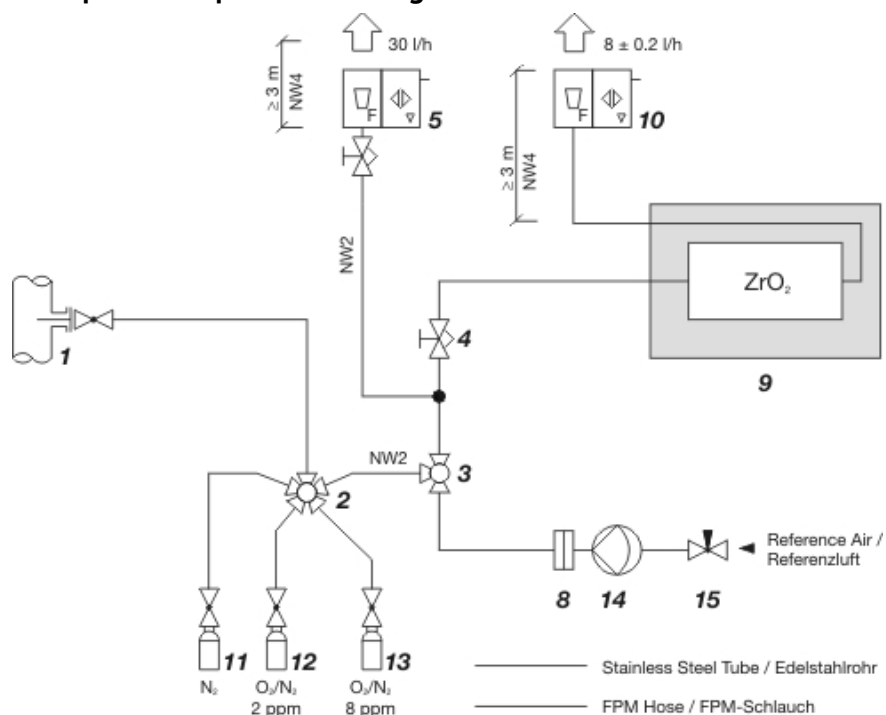 30 l/h
8 ± 0.2 l/h
≥ 3 m
NW4
F
5
F
10
≥ 3 m
NW4
NW2
ZrO₂
1
4
9
NW2
3
2
Reference Air /
Referenzluft
8
14
15
11
12
13
N₂
O₂/N₂
2 ppm
O₂/N₂
8 ppm
Stainless Steel Tube / Edelstahlrohr
FPM Hose / FPM-Schlauch